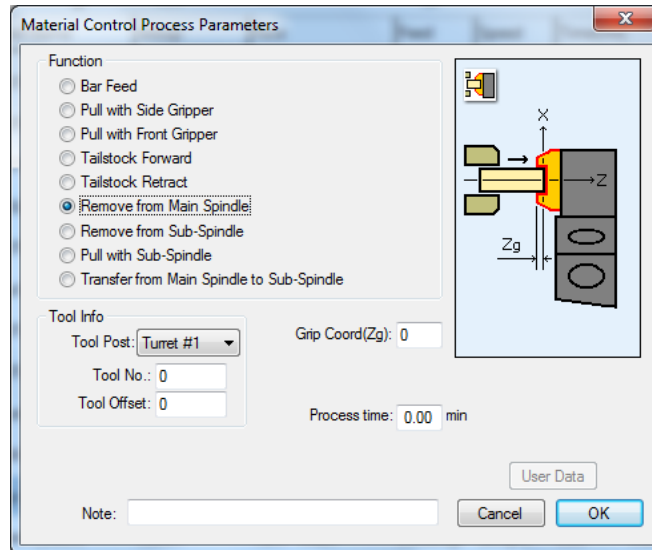 Material Control Process Parameters
Function
Bar Feed
Pull with Side Gripper
Pull with Front Gripper
Tailstock Forward
Tailstock Retract
Remove from Main Spindle
Remove from Sub-Spindle
Pull with Sub-Spindle
Transfer from Main Spindle to Sub-Spindle
X
Z
Zg
Tool Info
Tool Post: Turret #1
Tool No.: 0
Tool Offset: 0
Grip Coord(Zg): 0
Process time: 0.00 min
User Data
Note:
Cancel
OK